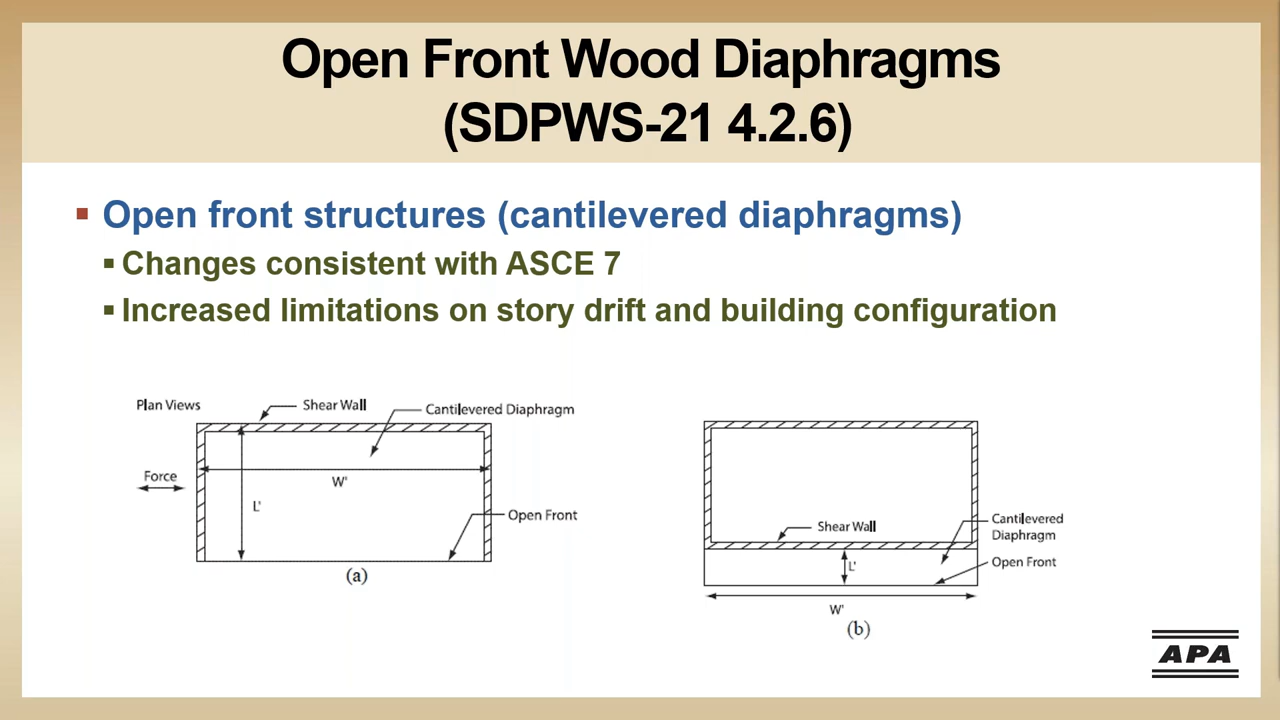 Open Front Wood Diaphragms
(SDPWS-21 4.2.6)
Open front structures (cantilevered diaphragms)
Changes consistent with ASCE 7
Increased limitations on story drift and building configuration
Plan Views
Shear Wall
Cantilevered Diaphragm
Force
W'
L'
Open Front
(a)
Shear Wall
Cantilevered
Diaphragm
L'
Open Front
W'
(b)
APA